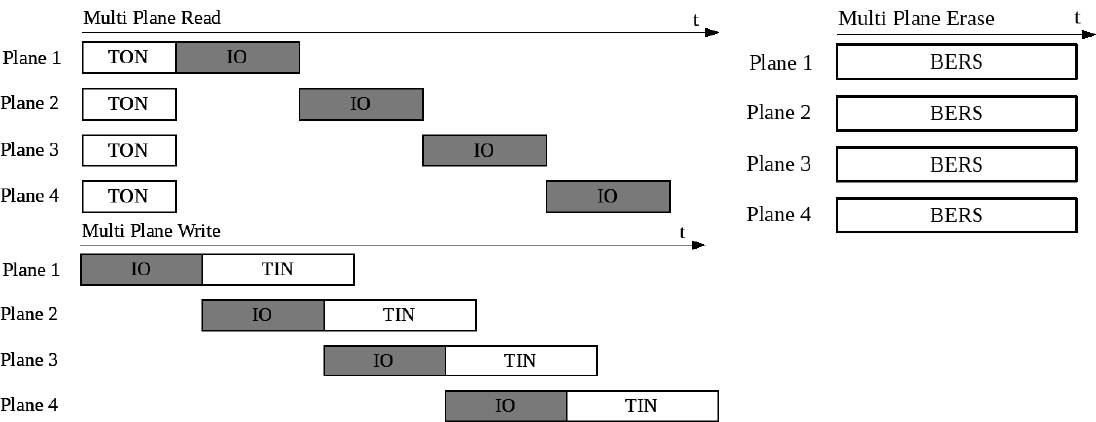 Multi Plane Read t
Plane 1 TON IO
Plane 2 TON IO
Plane 3 TON IO
Plane 4 TON IO
Multi Plane Write t
Plane 1 IO TIN
Plane 2 IO TIN
Plane 3 IO TIN
Plane 4 IO TIN
Multi Plane Erase t
Plane 1 BERS
Plane 2 BERS
Plane 3 BERS
Plane 4 BERS